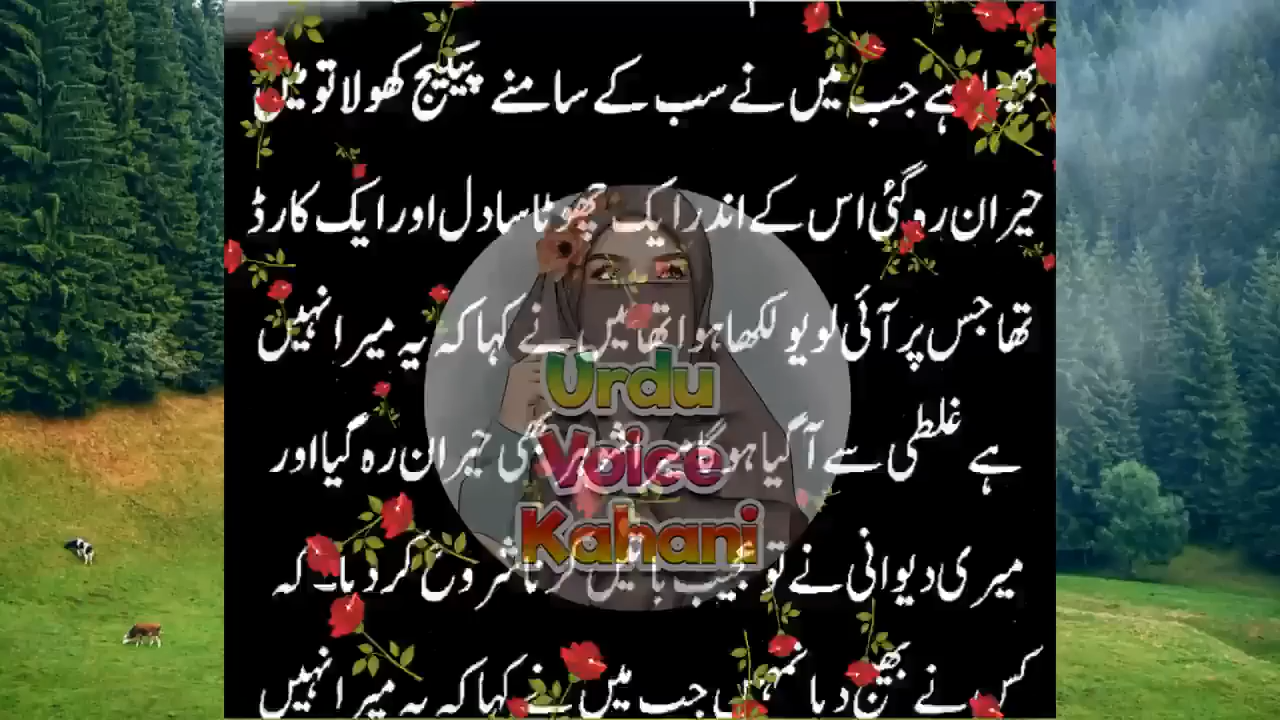 ہے جب میں نے سب کے سامنے پیکیج کھولا تو میں
حیران رہ گئی اس کے اندر ایک چھوٹا سا دل اور ایک کارڈ
تھا جس پر آئی لو یو لکھا ہوا تھا میں نے کہا کہ یہ میرا نہیں
ہے غلطی سے آ گیا ہو گا میرا شوہر بھی حیران رہ گیا اور
میری دیوانی نے تو عجیب باتیں کرنا شروع کر دیا۔ کہ
کس نے بھیج دیا تمہیں جب میں نے کہا کہ یہ میرا نہیں
Urdu
Voice
Kahani